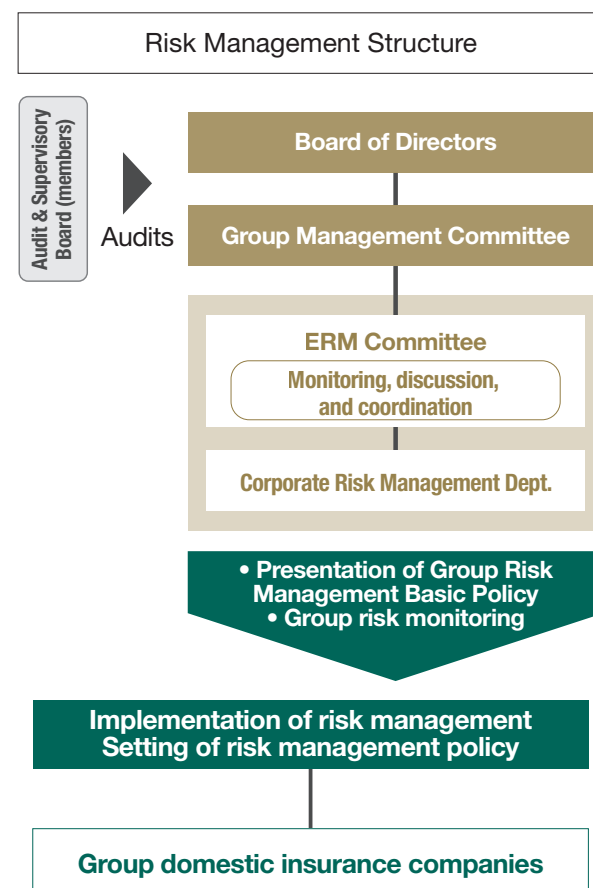 Risk Management Structure
Audit & Supervisory
Board (members)
Audits
Board of Directors
Group Management Committee
ERM Committee
Monitoring, discussion,
and coordination
Corporate Risk Management Dept.
• Presentation of Group Risk
Management Basic Policy
• Group risk monitoring
Implementation of risk management
Setting of risk management policy
Group domestic insurance companies